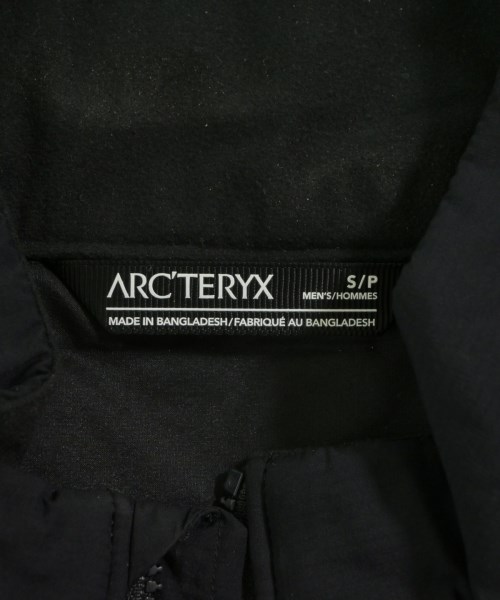 ARC'TERYX
S/P
MEN'S/HOMMES
MADE IN BANGLADESH/FABRIQUÉ AU BANGLADESH